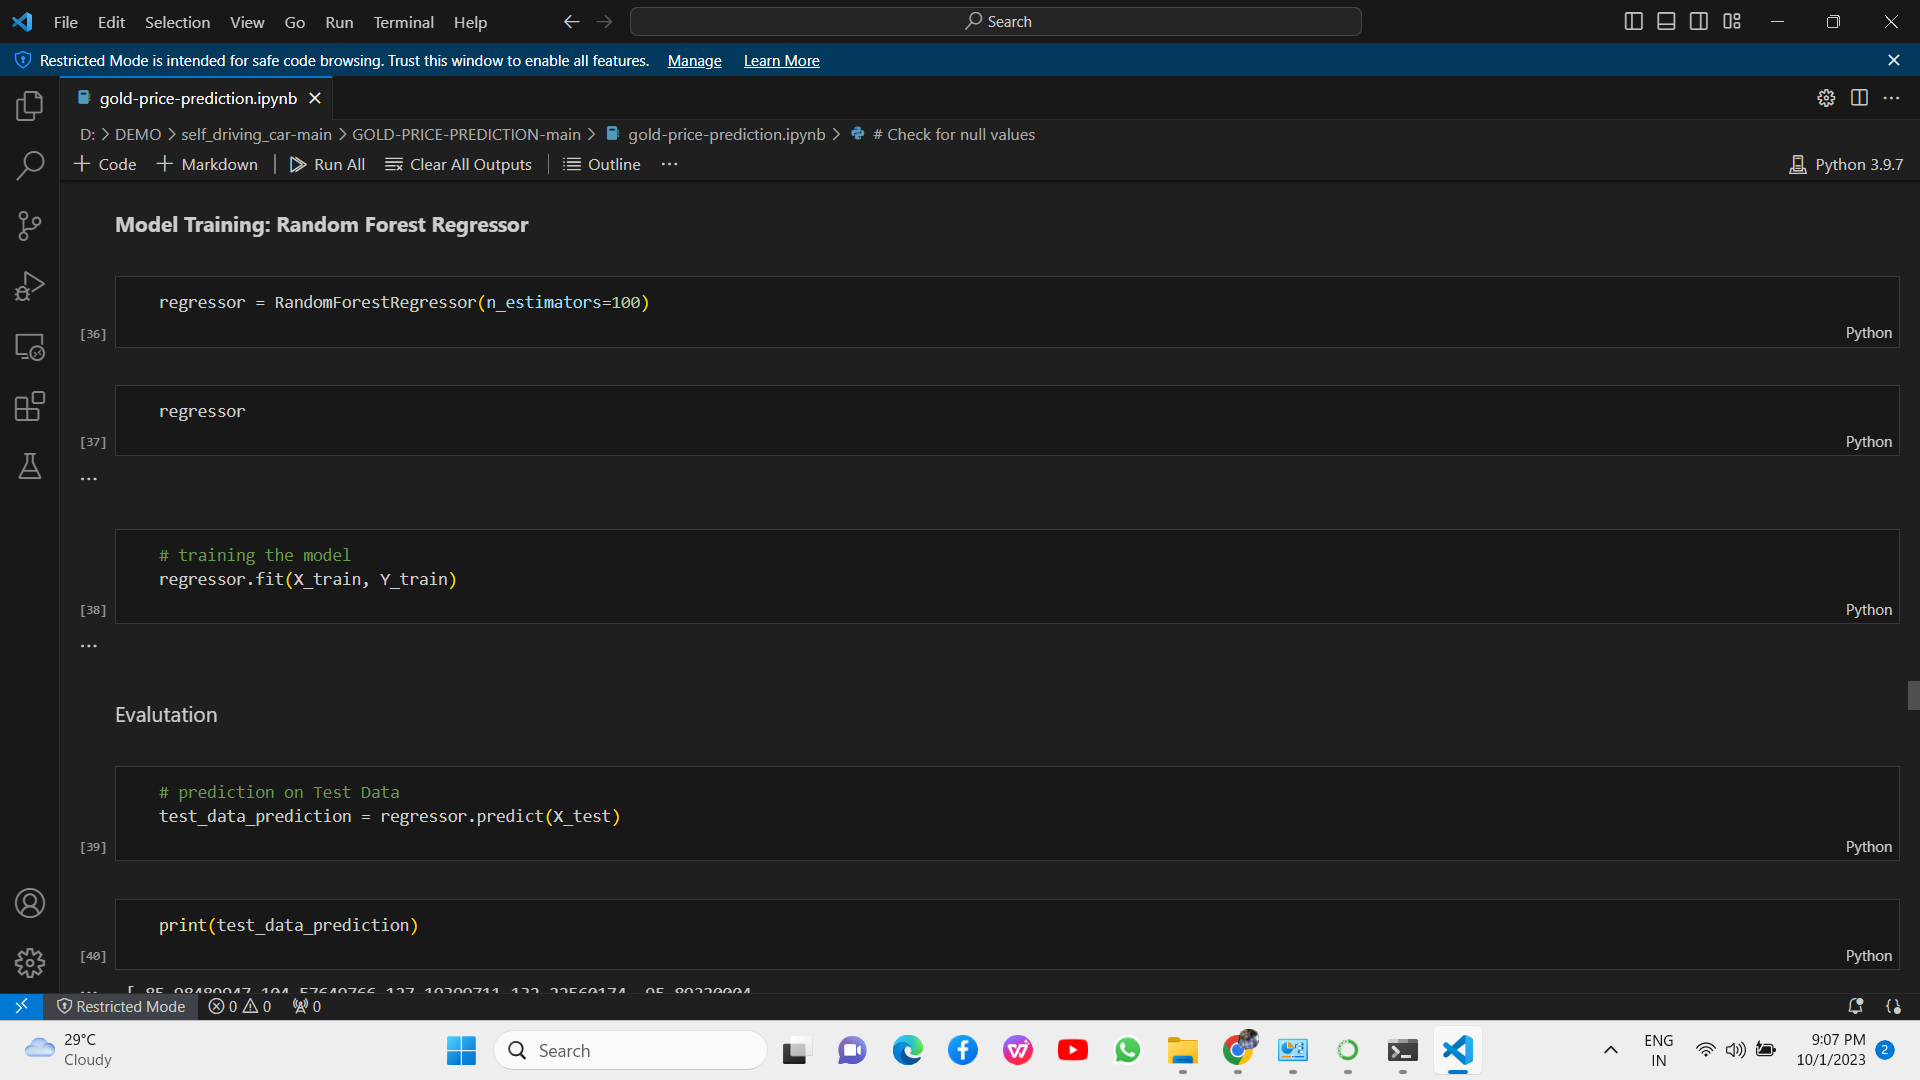 File Edit Selection View Go Run Terminal Help
Search
Restricted Mode is intended for safe code browsing. Trust this window to enable all features. Manage Learn More
gold-price-prediction.ipynb
D: > DEMO > self_driving_car-main > GOLD-PRICE-PREDICTION-main > gold-price-prediction.ipynb > # Check for null values
+ Code + Markdown Run All Clear All Outputs Outline ...
Python 3.9.7
Model Training: Random Forest Regressor
regressor = RandomForestRegressor(n_estimators=100)
[36]
Python
regressor
[37]
Python
...
# training the model
regressor.fit(X_train, Y_train)
[38]
Python
...
Evalutation
# prediction on Test Data
test_data_prediction = regressor.predict(X_test)
[39]
Python
print(test_data_prediction)
[40]
Python
Restricted Mode 0 0 0
29°C
Cloudy
Search
ENG
IN
9:07 PM
10/1/2023
2